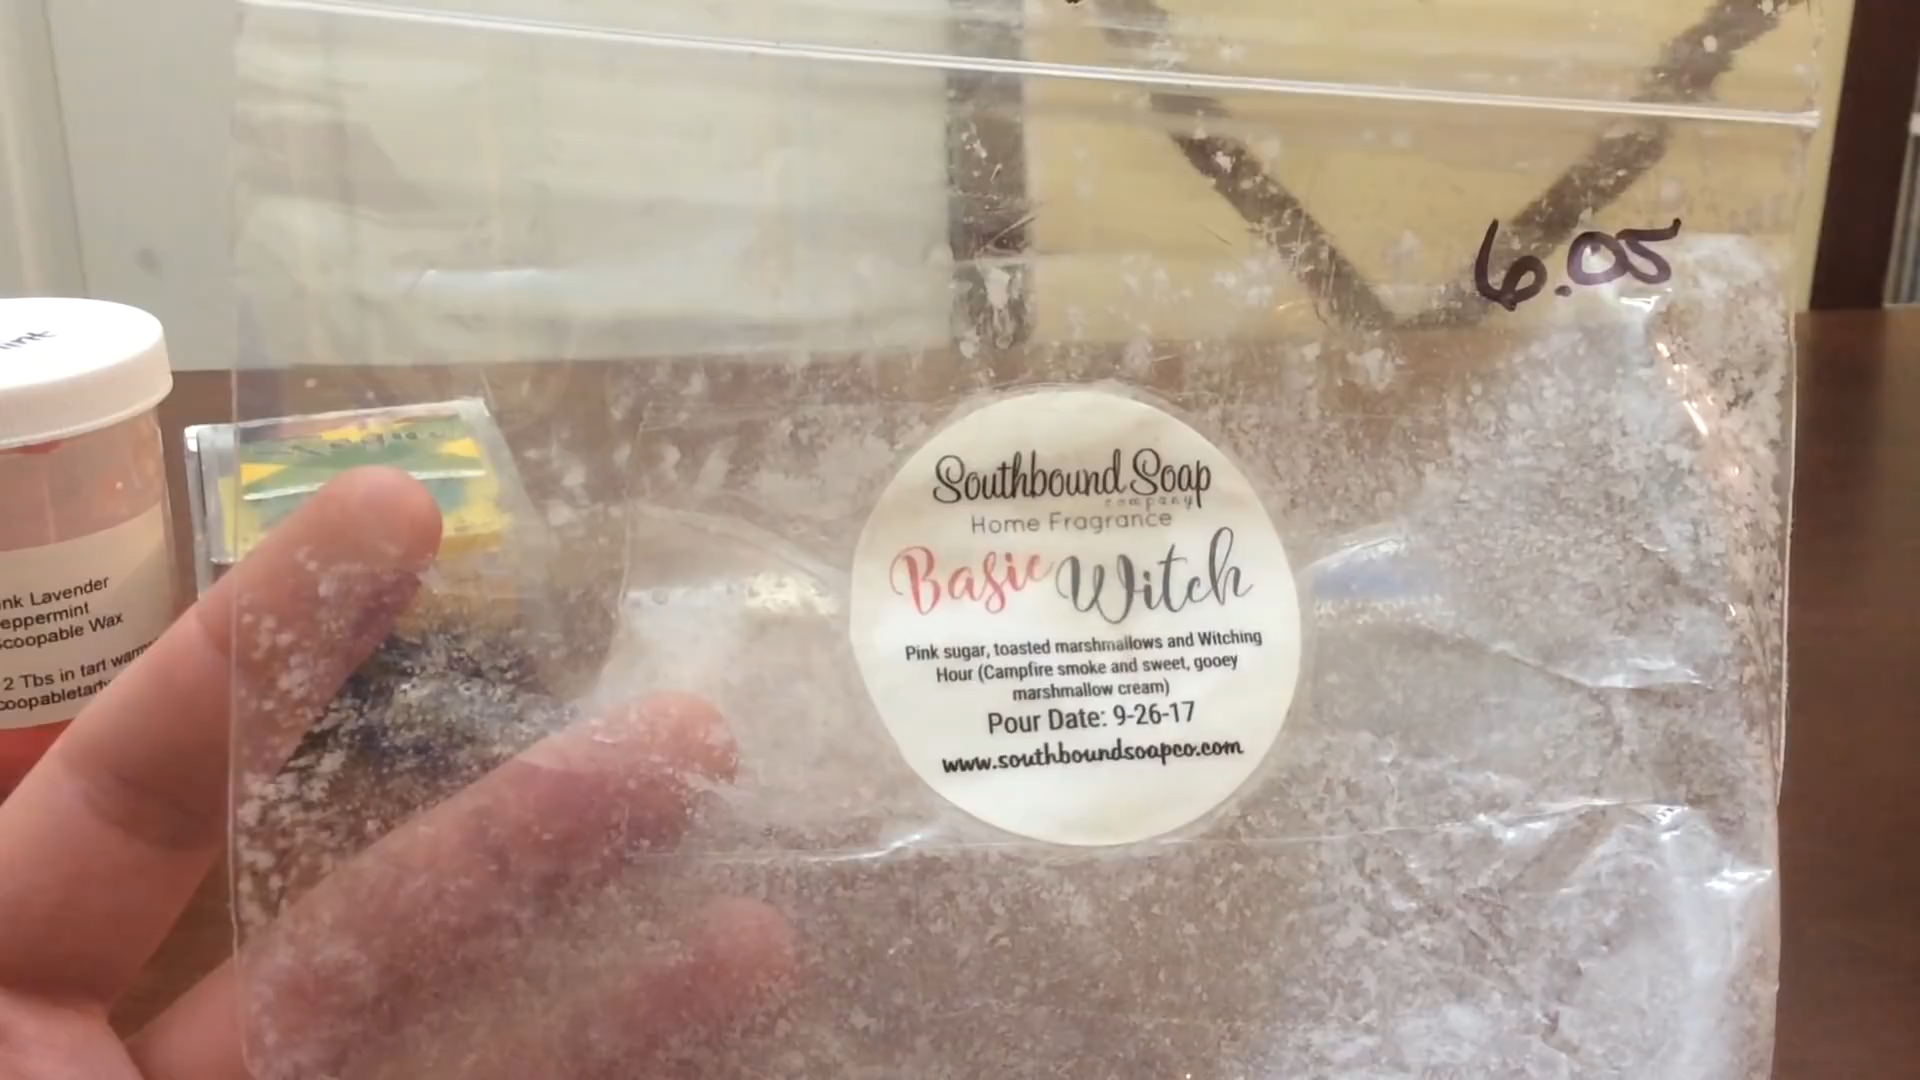 6.05
Southbound Soap
company
Home Fragrance
Basic Witch
Pink sugar, toasted marshmallows and Witching
Hour (Campfire smoke and sweet, gooey
marshmallow cream)
Pour Date: 9-26-17
www.southboundsoapco.com
nk Lavender
eppermint
coopable Wax
2 Tbs in tart warm